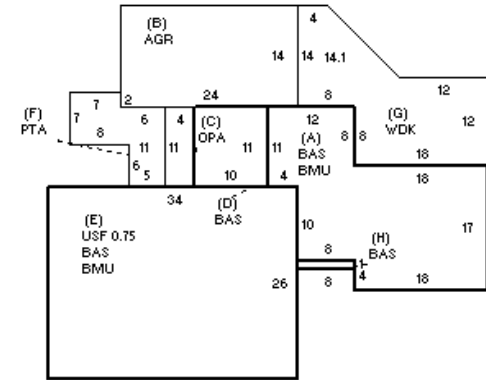 (B)
AGR
4
14
14
14.1
24
8
12
12
(F)
PTA
7
7
8
2
6
4
(C)
OPA
12
(A)
BAS
BMU
8
8
(G)
WDK
11
11
11
11
6
5
10
4
18
18
34
(D)
BAS
(E)
USF 0.75
BAS
BMU
10
17
8
(H)
BAS
1
4
26
8
18